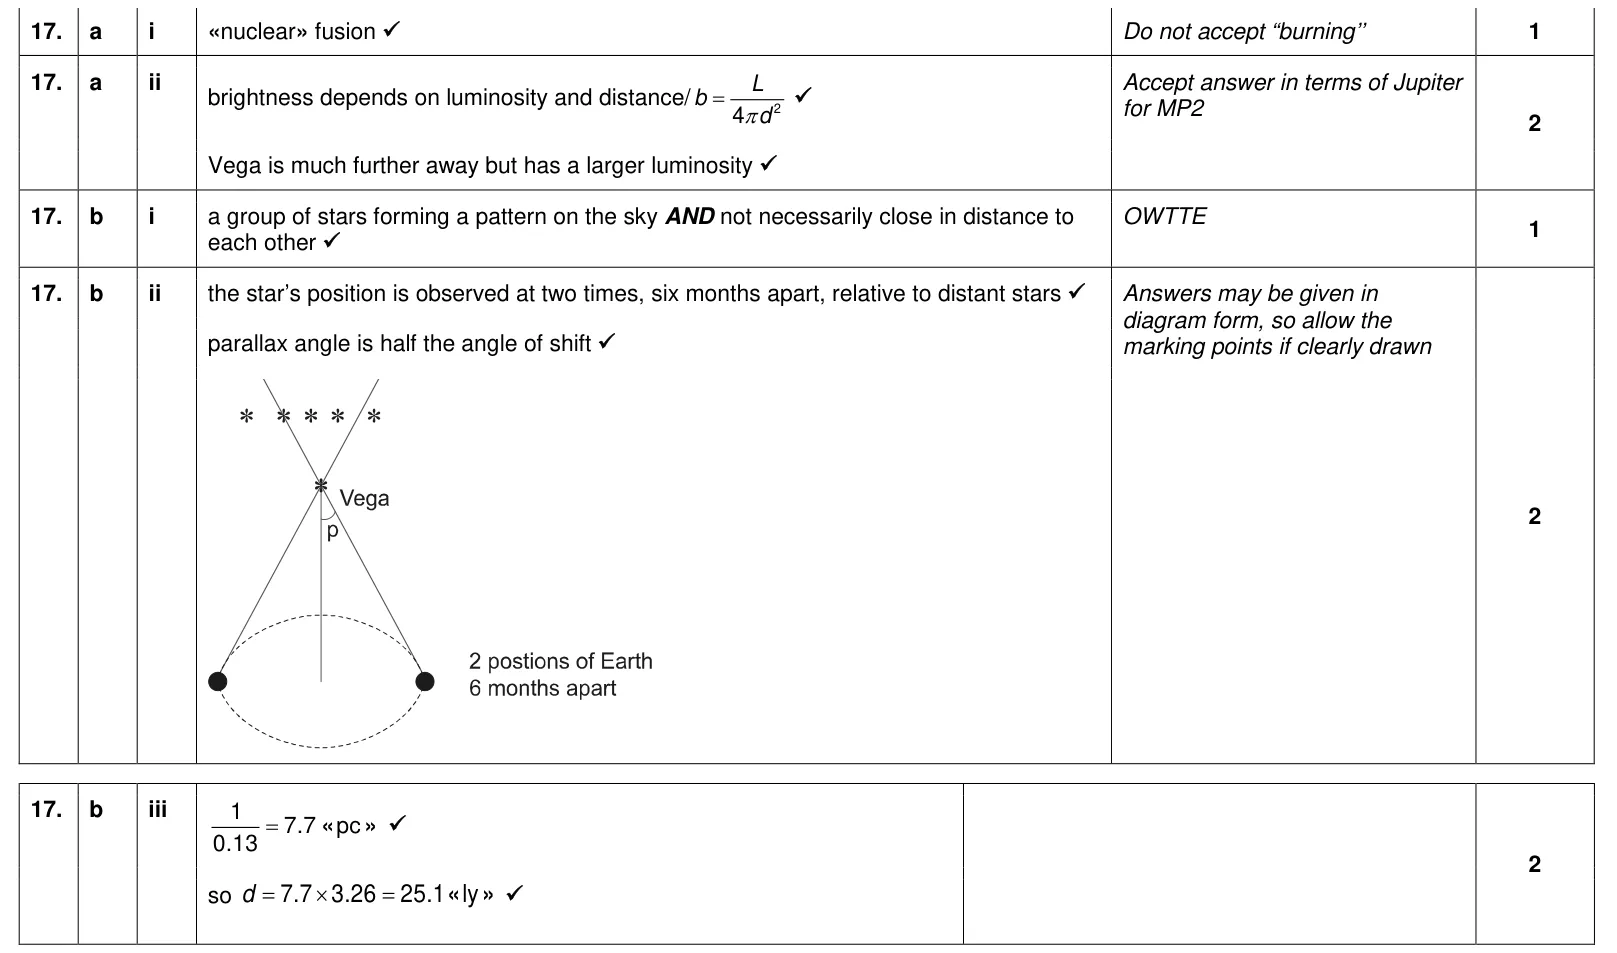 17. a i «nuclear» fusion ✓ Do not accept “burning’’ 1
17. a ii brightness depends on luminosity and distance/ b = L / 4πd² ✓ Accept answer in terms of Jupiter
for MP2
2
Vega is much further away but has a larger luminosity ✓
17. b i a group of stars forming a pattern on the sky AND not necessarily close in distance to OWTTE
each other ✓ 1
17. b ii the star’s position is observed at two times, six months apart, relative to distant stars ✓ Answers may be given in
diagram form, so allow the
parallax angle is half the angle of shift ✓ marking points if clearly drawn
* * * * *
* Vega
p
2
2 postions of Earth
6 months apart
17. b iii 1 / 0.13 = 7.7 «pc» ✓
2
so d = 7.7 × 3.26 = 25.1 «ly» ✓